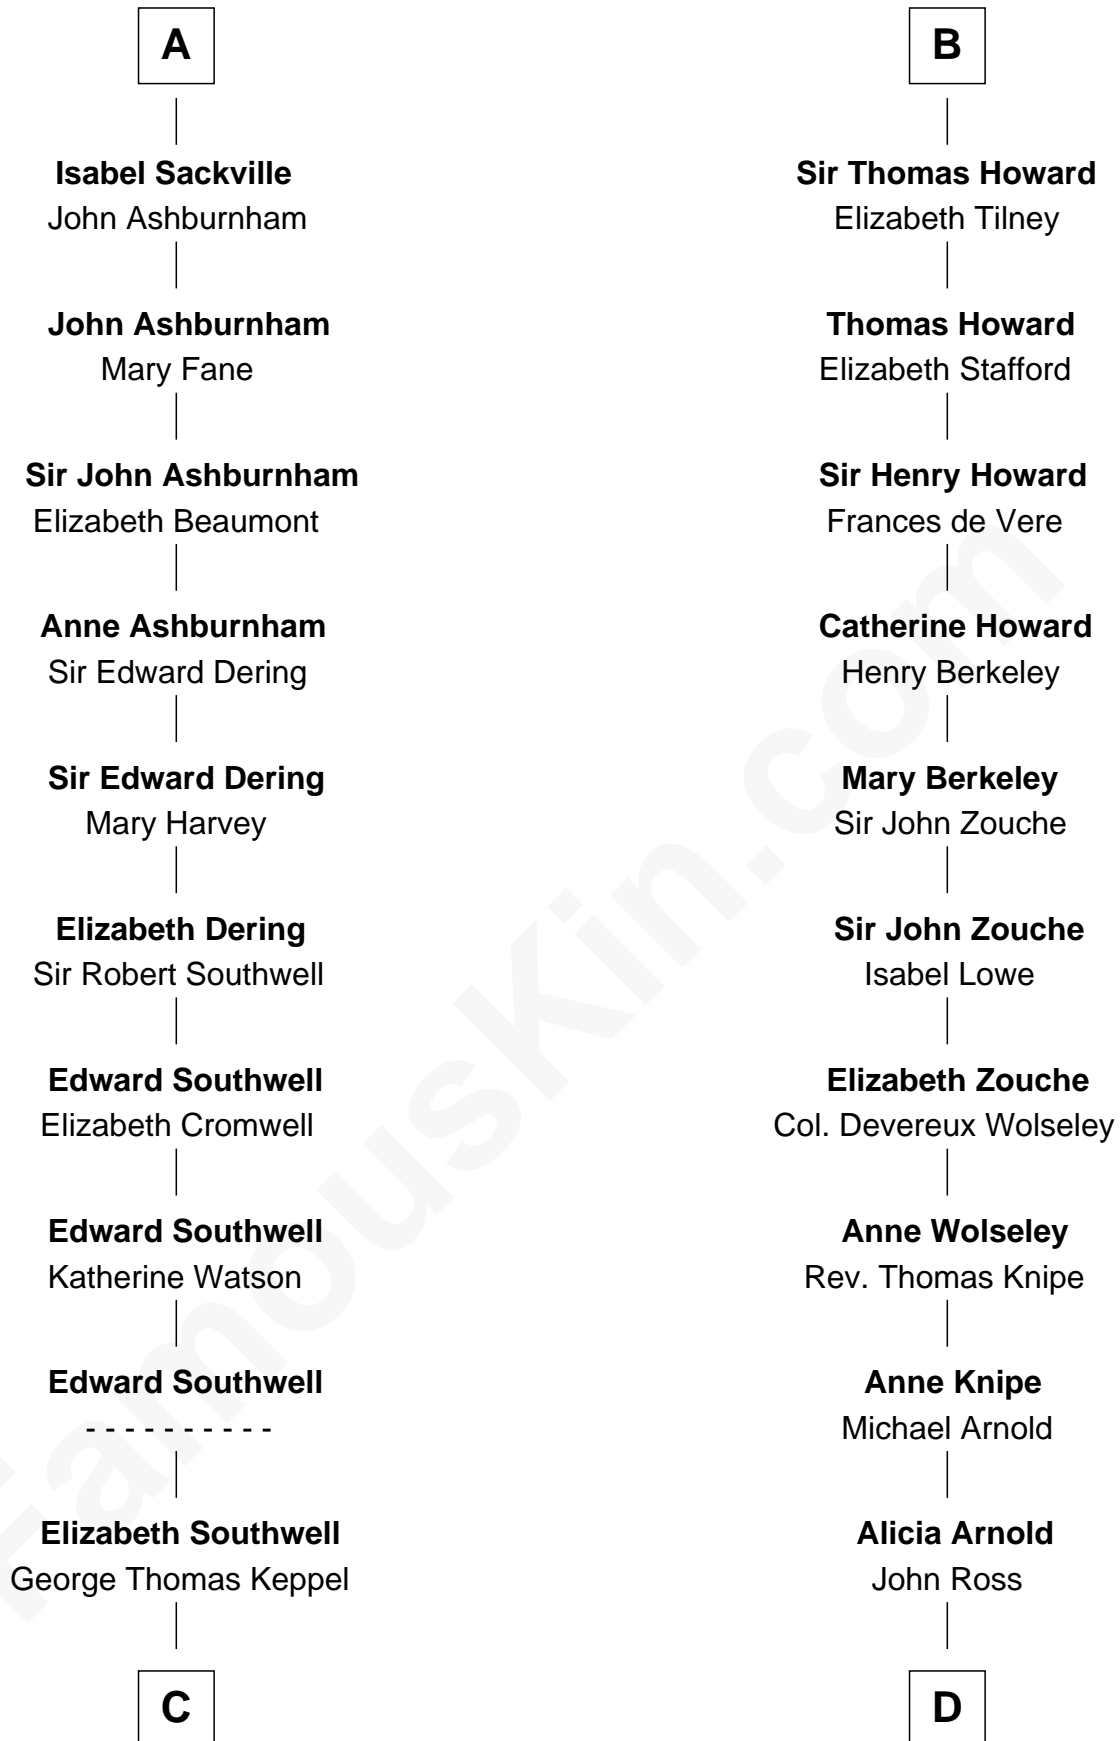 A
Isabel Sackville
John Ashburnham
John Ashburnham
Mary Fane
Sir John Ashburnham
Elizabeth Beaumont
Anne Ashburnham
Sir Edward Dering
Sir Edward Dering
Mary Harvey
Elizabeth Dering
Sir Robert Southwell
Edward Southwell
Elizabeth Cromwell
Edward Southwell
Katherine Watson
Edward Southwell
- - - - - - - - - -
Elizabeth Southwell
George Thomas Keppel
C
B
Sir Thomas Howard
Elizabeth Tilney
Thomas Howard
Elizabeth Stafford
Sir Henry Howard
Frances de Vere
Catherine Howard
Henry Berkeley
Mary Berkeley
Sir John Zouche
Sir John Zouche
Isabel Lowe
Elizabeth Zouche
Col. Devereux Wolseley
Anne Wolseley
Rev. Thomas Knipe
Anne Knipe
Michael Arnold
Alicia Arnold
John Ross
D
FamousKin.com